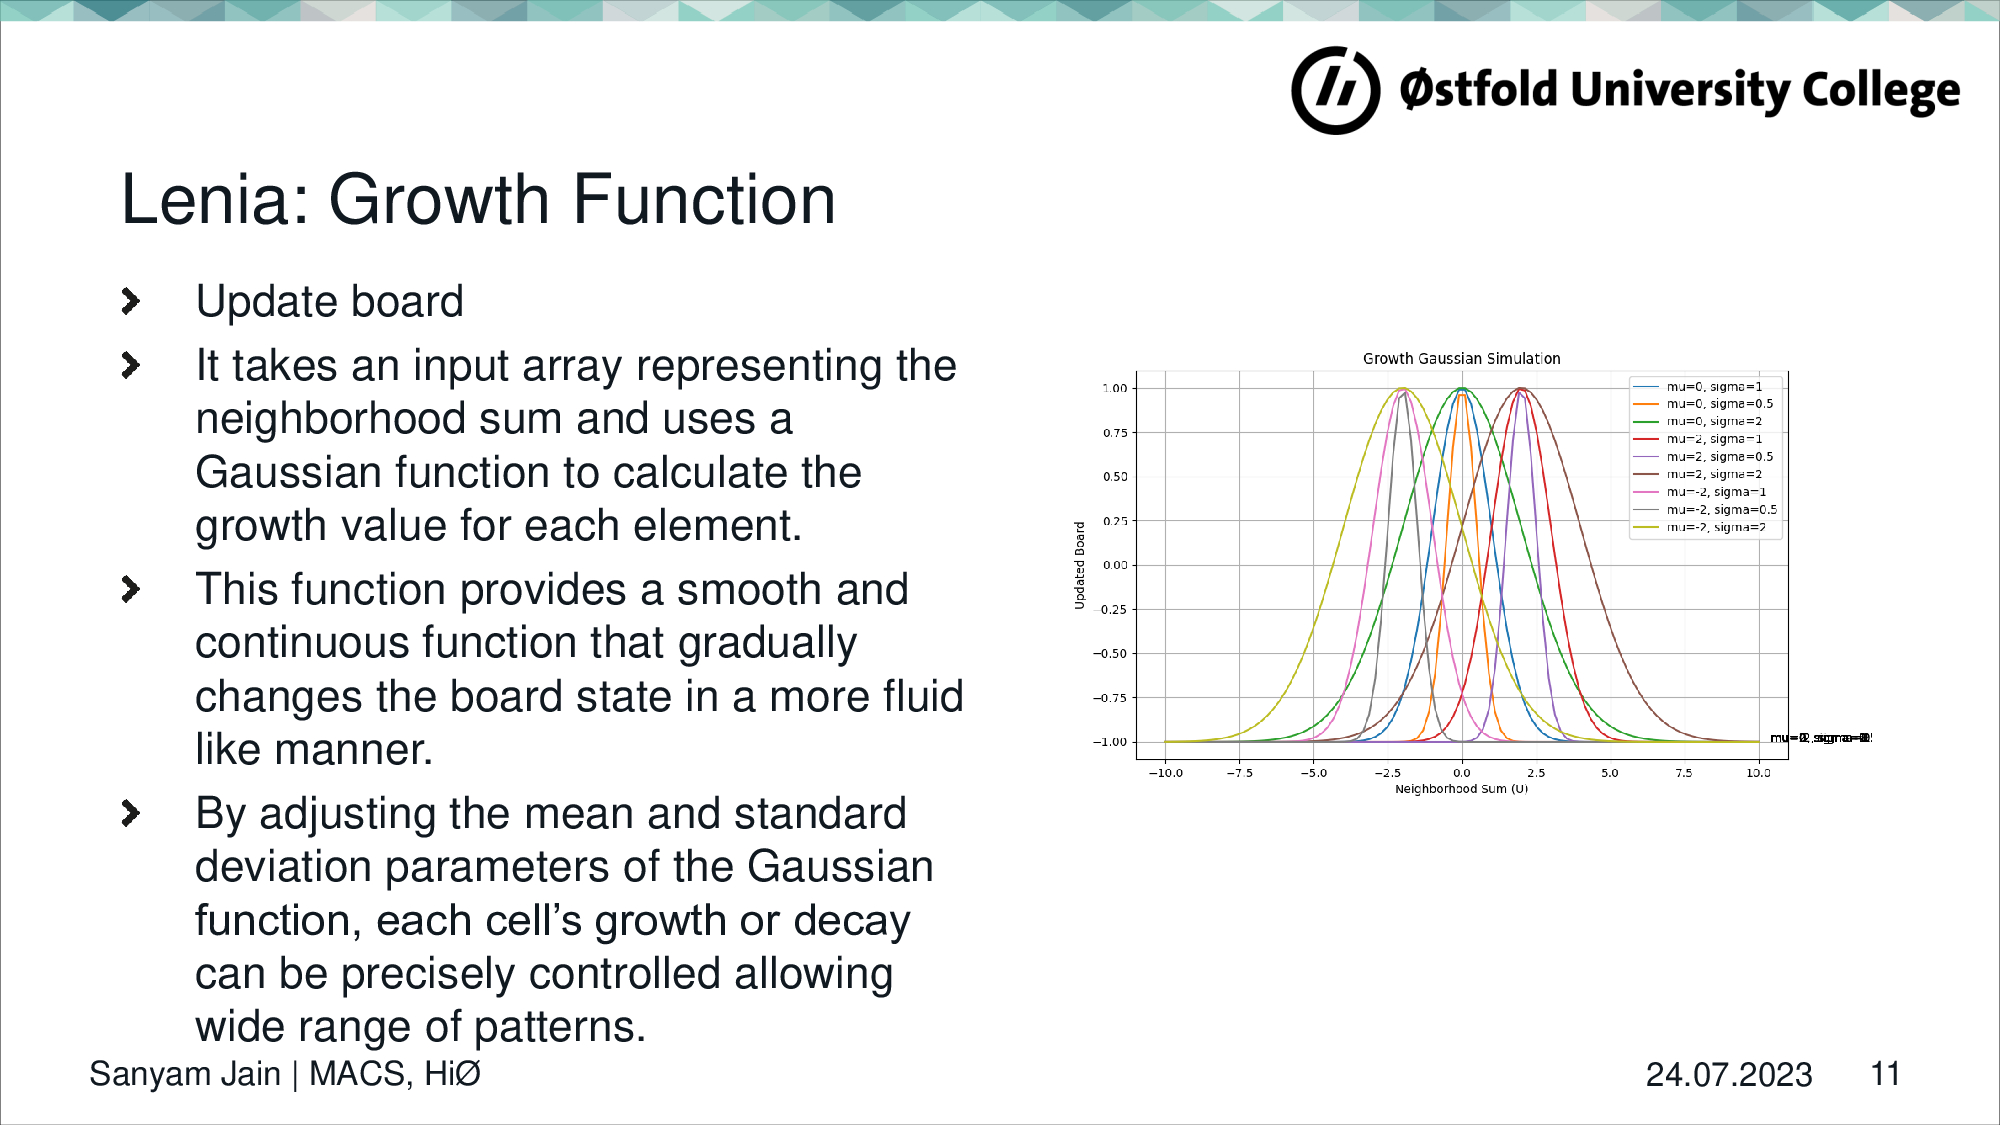 Østfold University College
Lenia: Growth Function
Update board
It takes an input array representing the
neighborhood sum and uses a
Gaussian function to calculate the
growth value for each element.
This function provides a smooth and
continuous function that gradually
changes the board state in a more fluid
like manner.
By adjusting the mean and standard
deviation parameters of the Gaussian
function, each cell's growth or decay
can be precisely controlled allowing
wide range of patterns.
Growth Gaussian Simulation
mu=0, sigma=1
mu=0, sigma=0.5
mu=0, sigma=2
mu=2, sigma=1
mu=2, sigma=0.5
mu=2, sigma=2
mu=-2, sigma=1
mu=-2, sigma=0.5
mu=-2, sigma=2
1.00
0.75
0.50
0.25
0.00
−0.25
−0.50
−0.75
−1.00
Updated Board
−10.0 −7.5 −5.0 −2.5 0.0 2.5 5.0 7.5 10.0
Neighborhood Sum (U)
Sanyam Jain | MACS, HiØ
24.07.2023 11